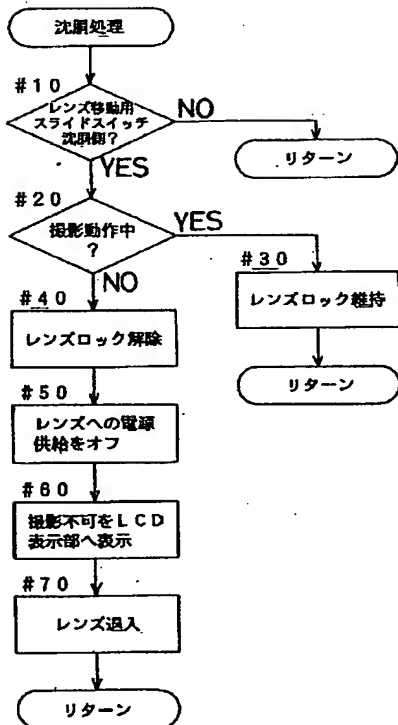 沈胴処理
#10
レンズ移動用
スライドスイッチ
沈胴側?
NO
リターン
YES
#20
撮影動作中
?
YES
#30
レンズロック維持
リターン
NO
#40
レンズロック解除
#50
レンズへの電源
供給をオフ
#60
撮影不可をLCD
表示部へ表示
#70
レンズ退入
リターン